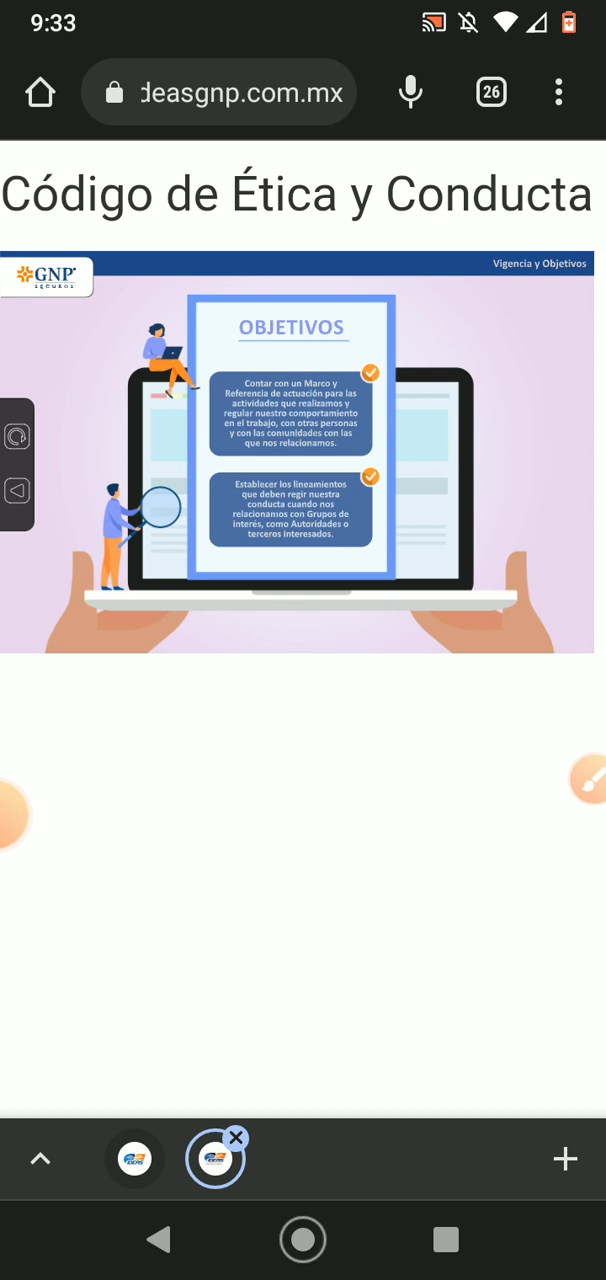 9:33
deasgnp.com.mx
26
Código de Ética y Conducta
GNP
SEGUROS
Vigencia y Objetivos
OBJETIVOS
Contar con un Marco y
Referencia de actuación para las
actividades que realizamos y
regular nuestro comportamiento
en el trabajo, con otras personas
y con las comunidades con las
que nos relacionamos.
Establecer los lineamientos
que deben regir nuestra
conducta cuando nos
relacionamos con Grupos de
interés, como Autoridades o
terceros interesados.
IDEAS
IDEAS